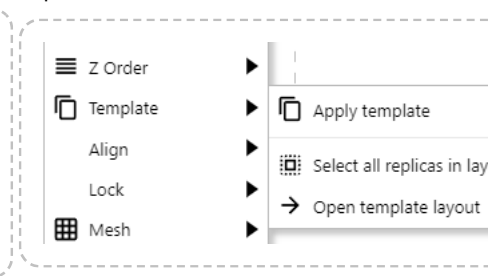 Z Order
Template
Align
Lock
Mesh
Apply template
Select all replicas in lay
Open template layout